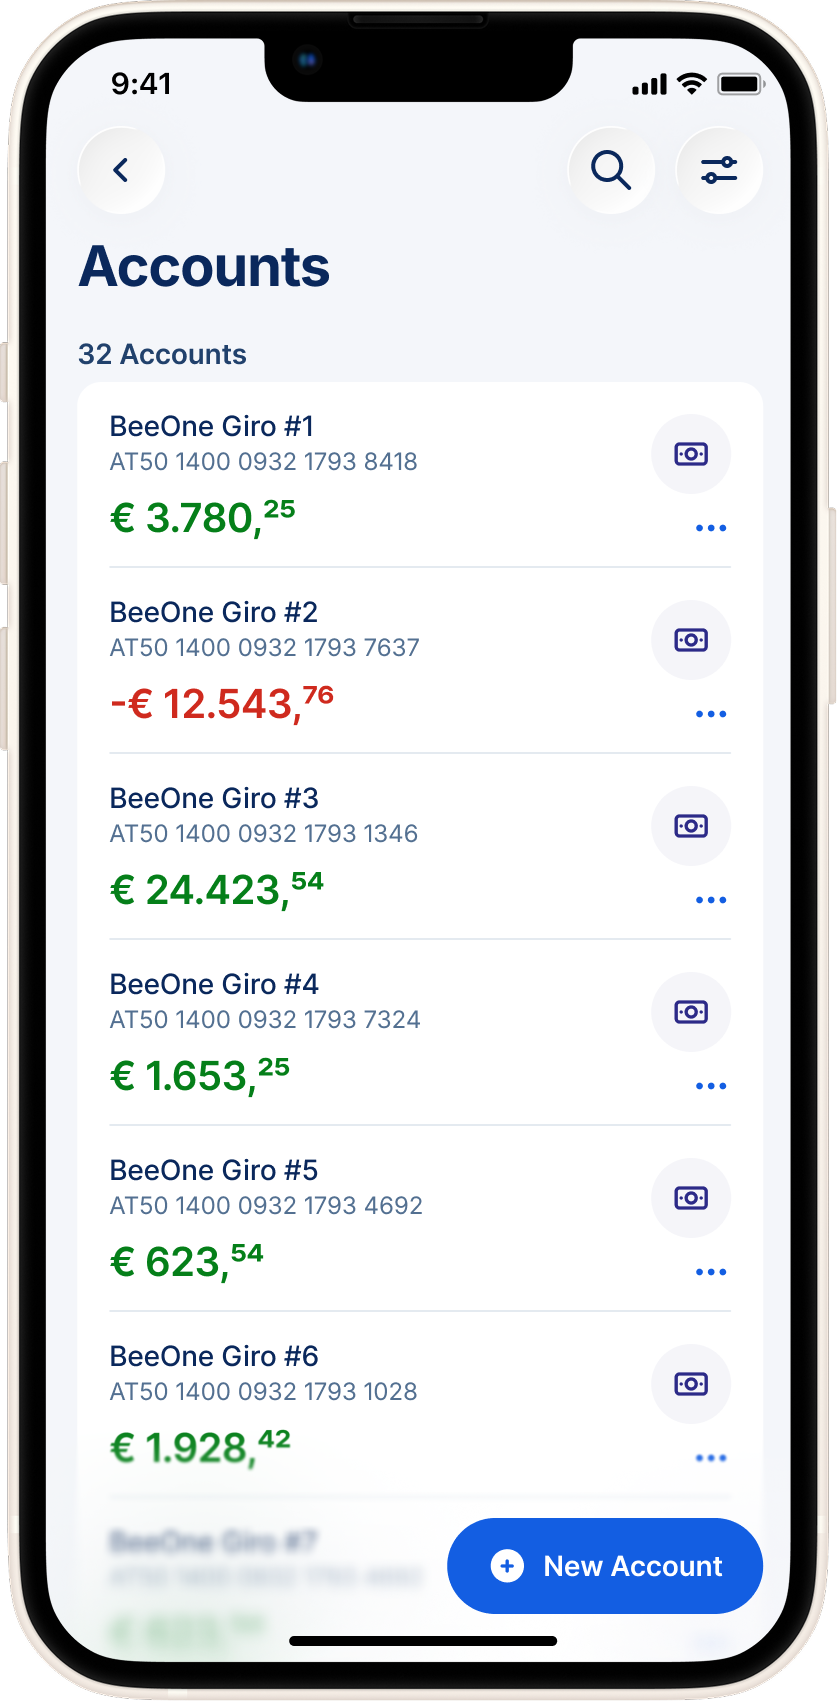 9:41
Accounts
32 Accounts
BeeOne Giro #1
AT50 1400 0932 1793 8418
€ 3.780,25
BeeOne Giro #2
AT50 1400 0932 1793 7637
-€ 12.543,76
BeeOne Giro #3
AT50 1400 0932 1793 1346
€ 24.423,54
BeeOne Giro #4
AT50 1400 0932 1793 7324
€ 1.653,25
BeeOne Giro #5
AT50 1400 0932 1793 4692
€ 623,54
BeeOne Giro #6
AT50 1400 0932 1793 1028
€ 1.928,42
BeeOne Giro #7
New Account